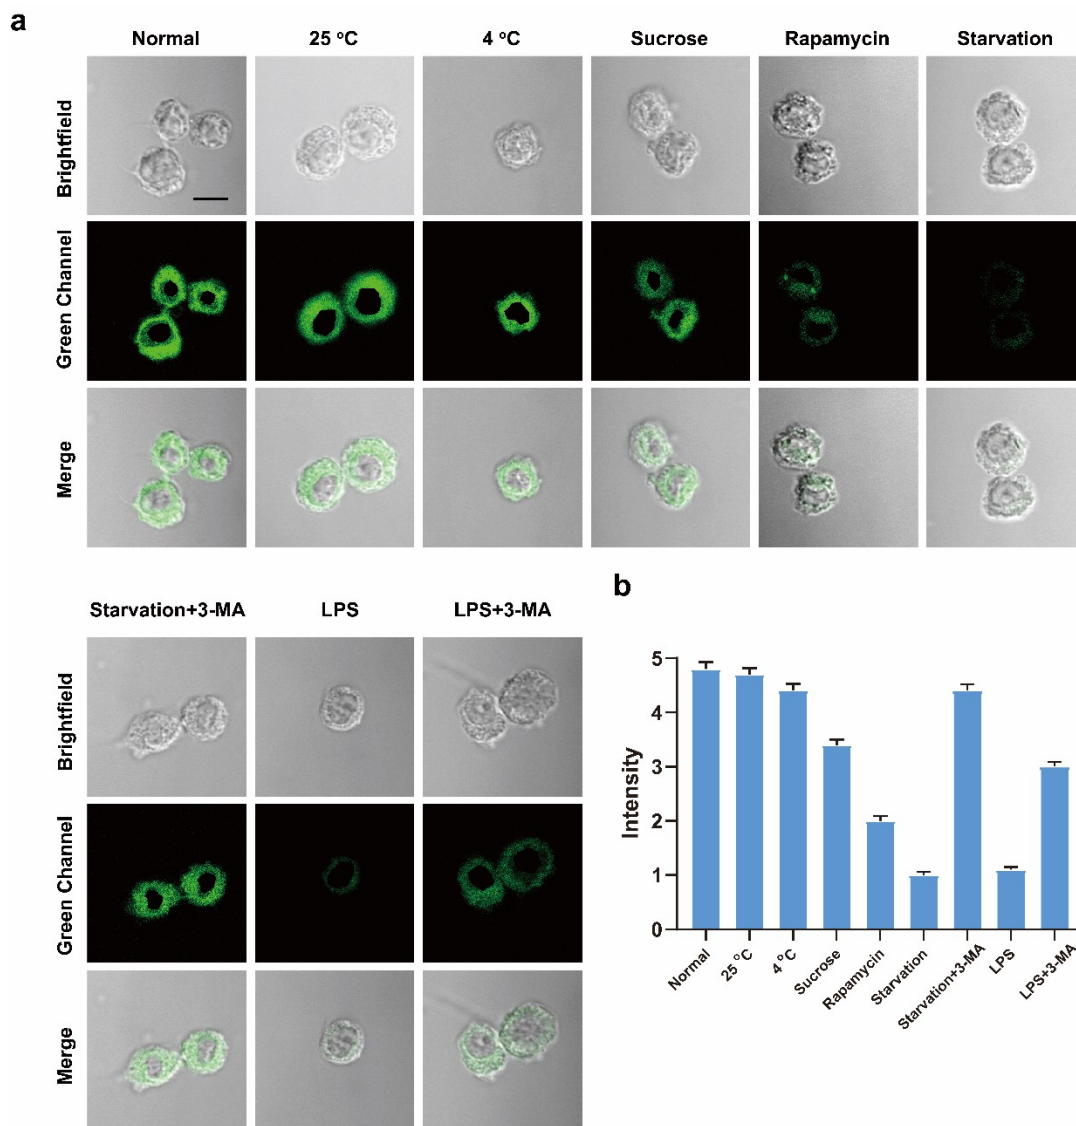 a
Normal 25 °C 4 °C Sucrose Rapamycin Starvation
Brightfield
Green Channel
Merge
Starvation+3-MA LPS LPS+3-MA
Brightfield
Green Channel
Merge
b
Intensity
5
4
3
2
1
0
Normal 25 °C 4 °C Sucrose Rapamycin Starvation Starvation+3-MA LPS LPS+3-MA